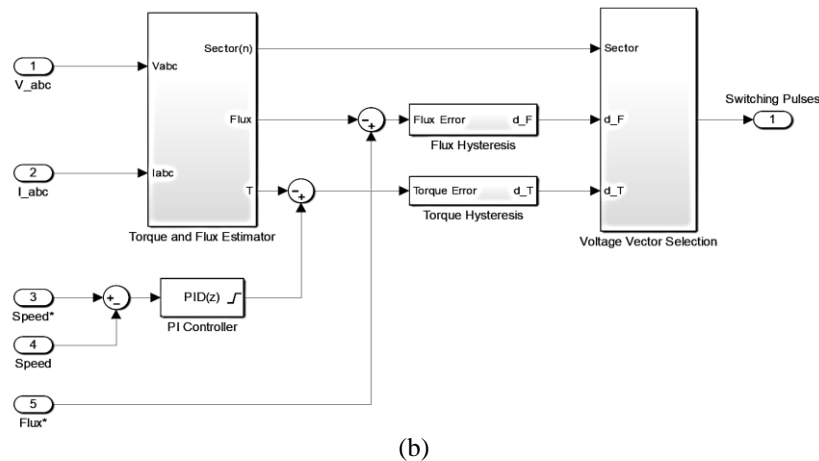 1
V_abc
2
I_abc
3
Speed*
4
Speed
5
Flux*
Vabc
Iabc
Sector(n)
Flux
T
Torque and Flux Estimator
+
−
PID(z)
PI Controller
−
+
−
+
Flux Error d_F
Flux Hysteresis
Torque Error d_T
Torque Hysteresis
Sector
d_F
d_T
Voltage Vector Selection
Switching Pulses
1
(b)